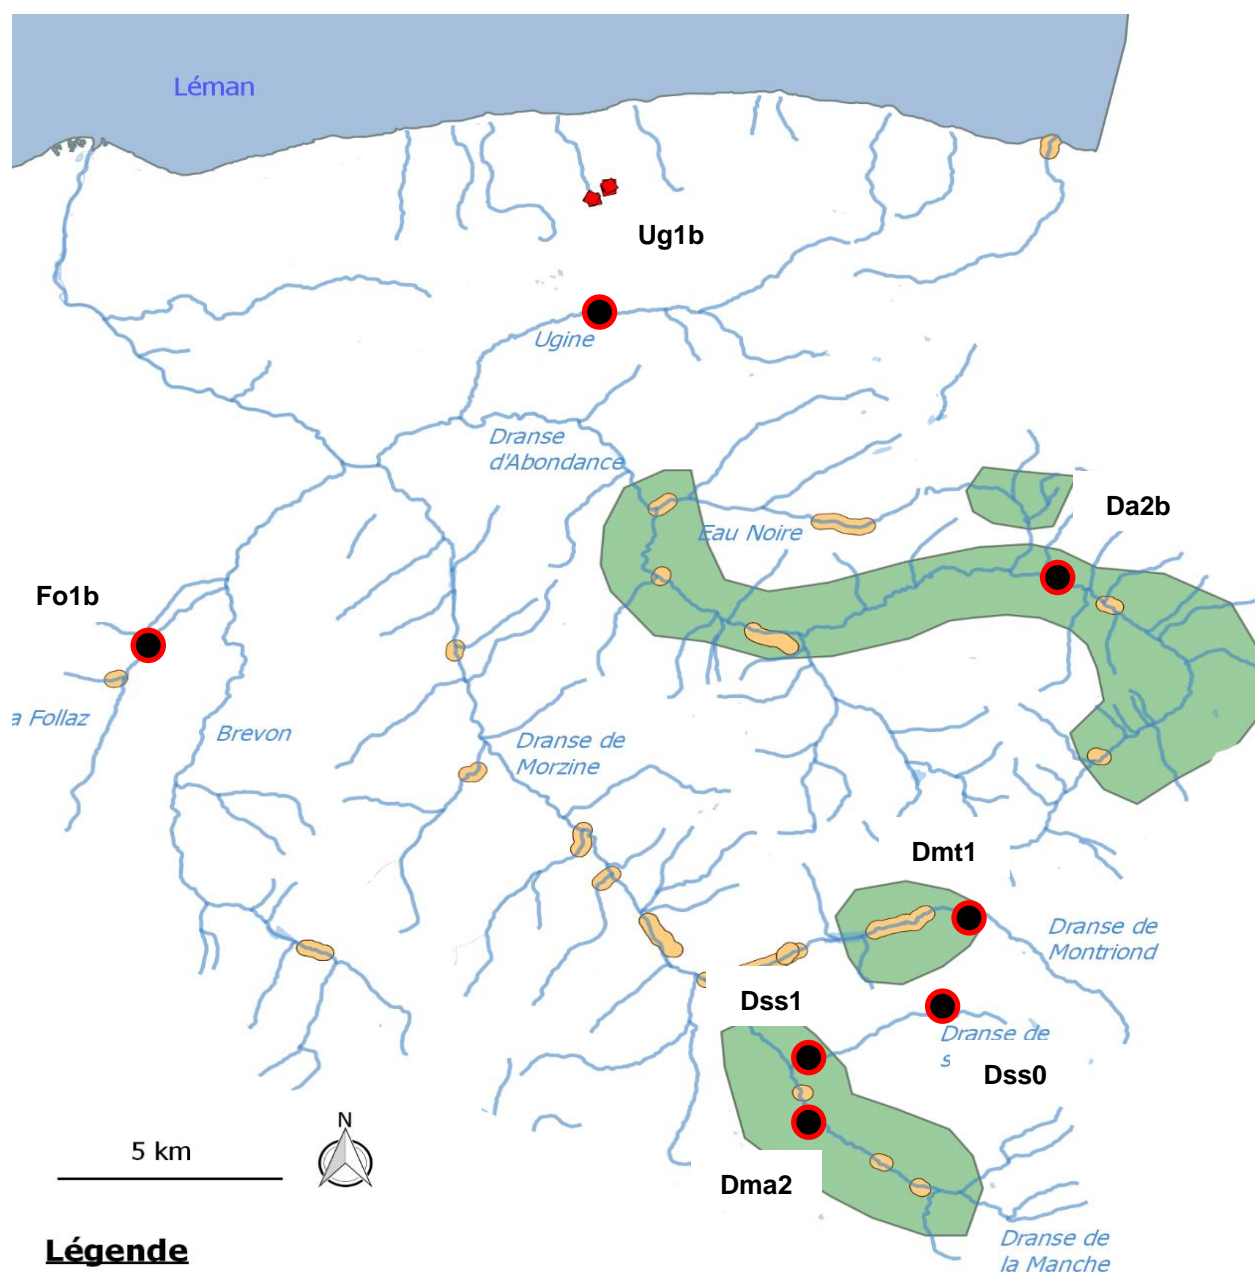 Léman
Ug1b
Ugine
Dranse
d'Abondance
Da2b
Eau Noire
Fo1b
a Follaz
Brevon
Dranse de
Morzine
Dmt1
Dranse de
Montriond
Dss1
Dranse de
s
Dss0
N
5 km
Dma2
Dranse de
la Manche
Légende